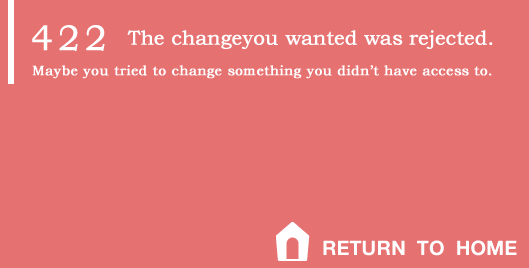 422 The changeyou wanted was rejected.
Maybe you tried to change something you didn't have access to.
RETURN TO HOME